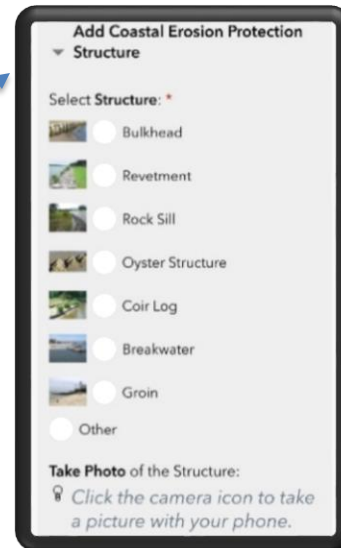 Add Coastal Erosion Protection
Structure
Select Structure: *
Bulkhead
Revetment
Rock Sill
Oyster Structure
Coir Log
Breakwater
Groin
Other
Take Photo of the Structure:
Click the camera icon to take
a picture with your phone.